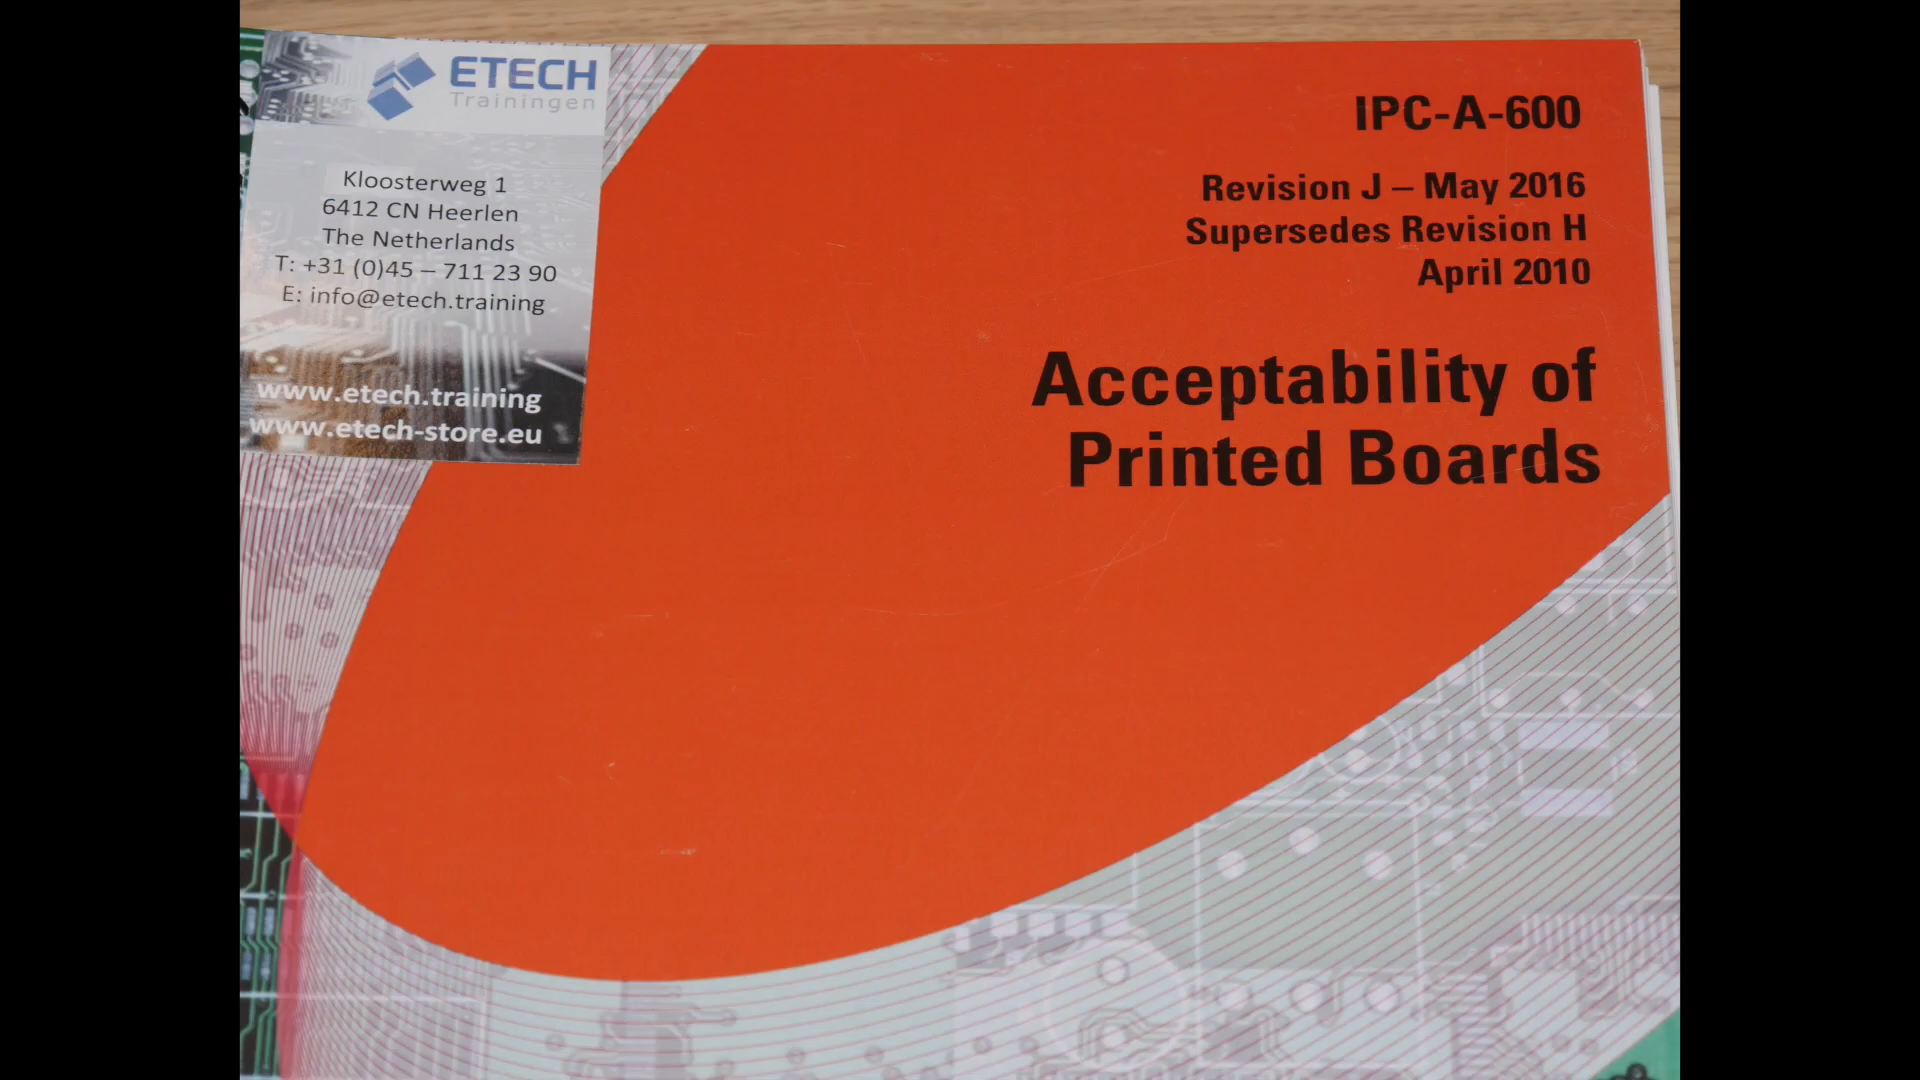 ETECH
Trainingen
Kloosterweg 1
6412 CN Heerlen
The Netherlands
T: +31 (0)45 – 711 23 90
E: info@etech.training
www.etech.training
www.etech-store.eu
IPC-A-600
Revision J – May 2016
Supersedes Revision H
April 2010
Acceptability of
Printed Boards